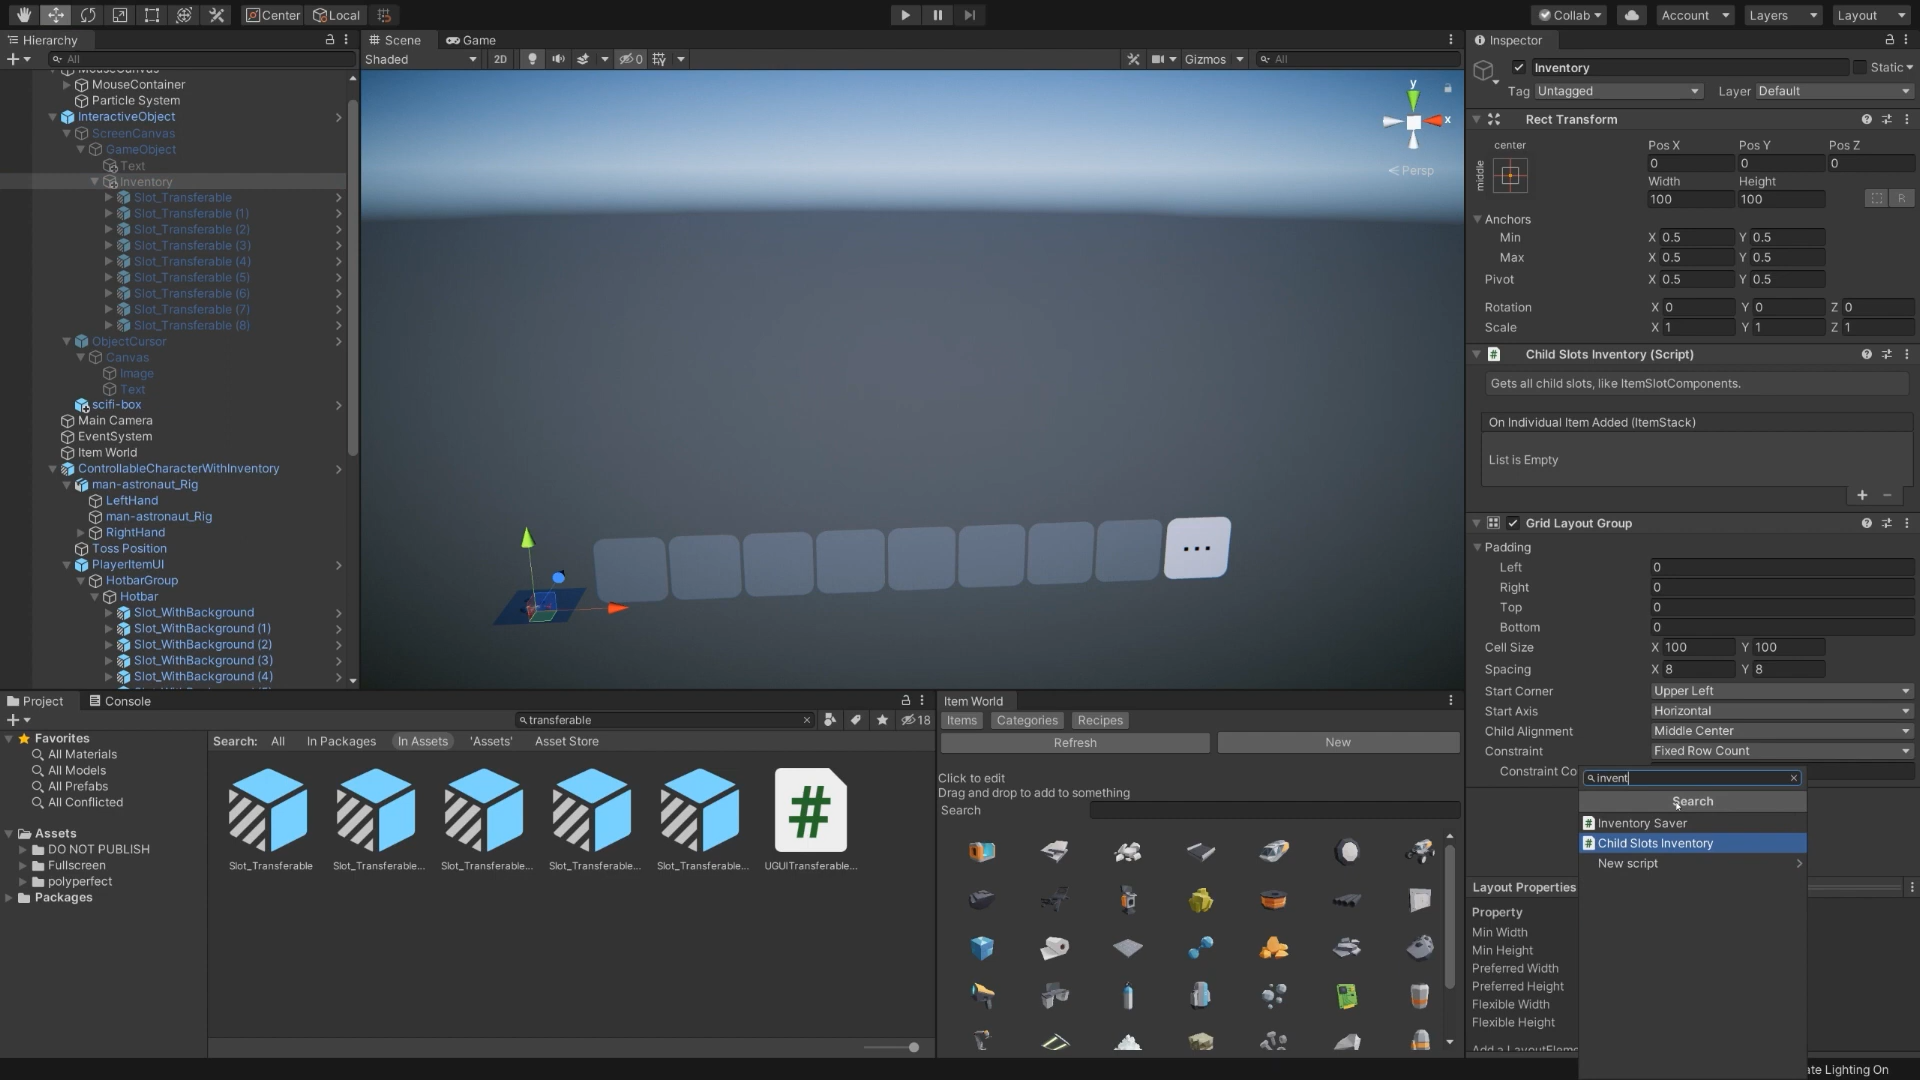 Center
Local
Collab
Account
Layers
Layout
Hierarchy
All
MouseCanvas
MouseContainer
Particle System
InteractiveObject
ScreenCanvas
GameObject
Text
Inventory
Slot_Transferable
Slot_Transferable (1)
Slot_Transferable (2)
Slot_Transferable (3)
Slot_Transferable (4)
Slot_Transferable (5)
Slot_Transferable (6)
Slot_Transferable (7)
Slot_Transferable (8)
ObjectCursor
Canvas
Image
Text
scifi-box
Main Camera
EventSystem
Item World
ControllableCharacterWithInventory
man-astronaut_Rig
LeftHand
man-astronaut_Rig
RightHand
Toss Position
PlayerItemUI
HotbarGroup
Hotbar
Slot_WithBackground
Slot_WithBackground (1)
Slot_WithBackground (2)
Slot_WithBackground (3)
Slot_WithBackground (4)
Scene
Game
Shaded
2D
0
Gizmos
All
y
x
Persp
...
Inspector
Inventory
Static
Tag Untagged
Layer Default
Rect Transform
center
middle
Pos X Pos Y Pos Z
0 0 0
Width Height
100 100
R
Anchors
Min X 0.5 Y 0.5
Max X 0.5 Y 0.5
Pivot X 0.5 Y 0.5
Rotation X 0 Y 0 Z 0
Scale X 1 Y 1 Z 1
# Child Slots Inventory (Script)
Gets all child slots, like ItemSlotComponents.
On Individual Item Added (ItemStack)
List is Empty
Grid Layout Group
Padding
Left 0
Right 0
Top 0
Bottom 0
Cell Size X 100 Y 100
Spacing X 8 Y 8
Start Corner Upper Left
Start Axis Horizontal
Child Alignment Middle Center
Constraint Fixed Row Count
Constraint Co
invent
Search
# Inventory Saver
# Child Slots Inventory
New script
Layout Properties
Property
Min Width
Min Height
Preferred Width
Preferred Height
Flexible Width
Flexible Height
Project
Console
transferable
18
Favorites
All Materials
All Models
All Prefabs
All Conflicted
Assets
DO NOT PUBLISH
Fullscreen
polyperfect
Packages
Search: All In Packages In Assets 'Assets' Asset Store
#
Slot_Transferable
Slot_Transferable...
Slot_Transferable...
Slot_Transferable...
Slot_Transferable...
UGUITransferable...
Item World
Items Categories Recipes
Refresh New
Click to edit
Drag and drop to add to something
Search
ate Lighting On